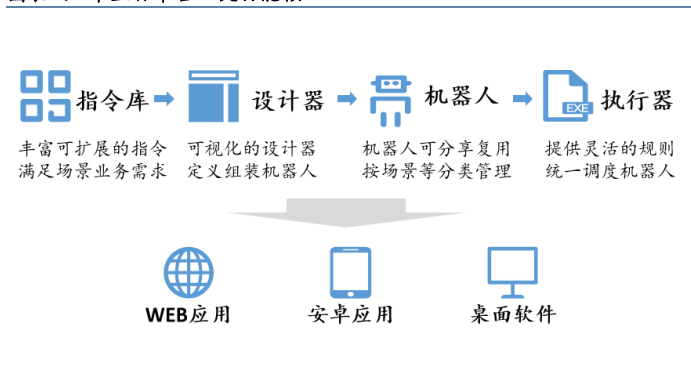 指令库
设计器
机器人
EXE
执行器
丰富可扩展的指令
满足场景业务需求
可视化的设计器
定义组装机器人
机器人可分享复用
按场景等分类管理
提供灵活的规则
统一调度机器人
WEB应用
安卓应用
桌面软件